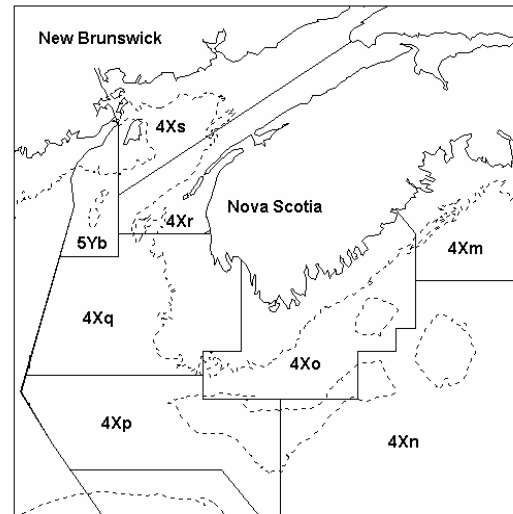 New Brunswick
4Xs
Nova Scotia
4Xr
5Yb
4Xm
4Xq
4Xo
4Xp
4Xn